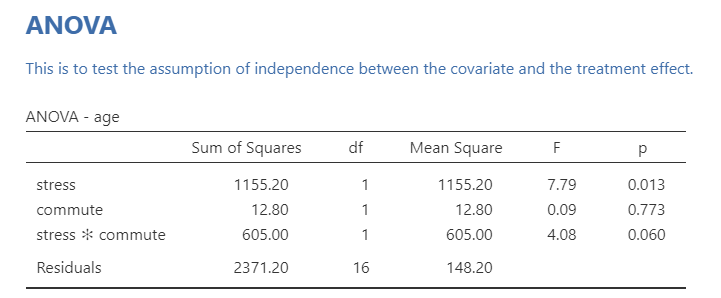 ANOVA
This is to test the assumption of independence between the covariate and the treatment effect.
ANOVA - age
Sum of Squares df Mean Square F p
stress 1155.20 1 1155.20 7.79 0.013
commute 12.80 1 12.80 0.09 0.773
stress ✻ commute 605.00 1 605.00 4.08 0.060
Residuals 2371.20 16 148.20